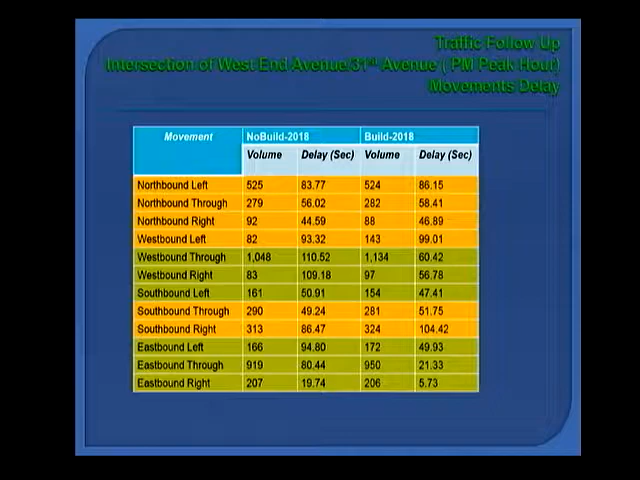 Traffic Follow Up
Intersection of West End Avenue/31st Avenue ( PM Peak Hour)
Movements Delay
Movement NoBuild-2018 Build-2018
Volume Delay (Sec) Volume Delay (Sec)
Northbound Left 525 83.77 524 86.15
Northbound Through 279 56.02 282 58.41
Northbound Right 92 44.59 88 46.89
Westbound Left 82 93.32 143 99.01
Westbound Through 1,048 110.52 1,134 60.42
Westbound Right 83 109.18 97 56.78
Southbound Left 161 50.91 154 47.41
Southbound Through 290 49.24 281 51.75
Southbound Right 313 86.47 324 104.42
Eastbound Left 166 94.80 172 49.93
Eastbound Through 919 80.44 950 21.33
Eastbound Right 207 19.74 206 5.73